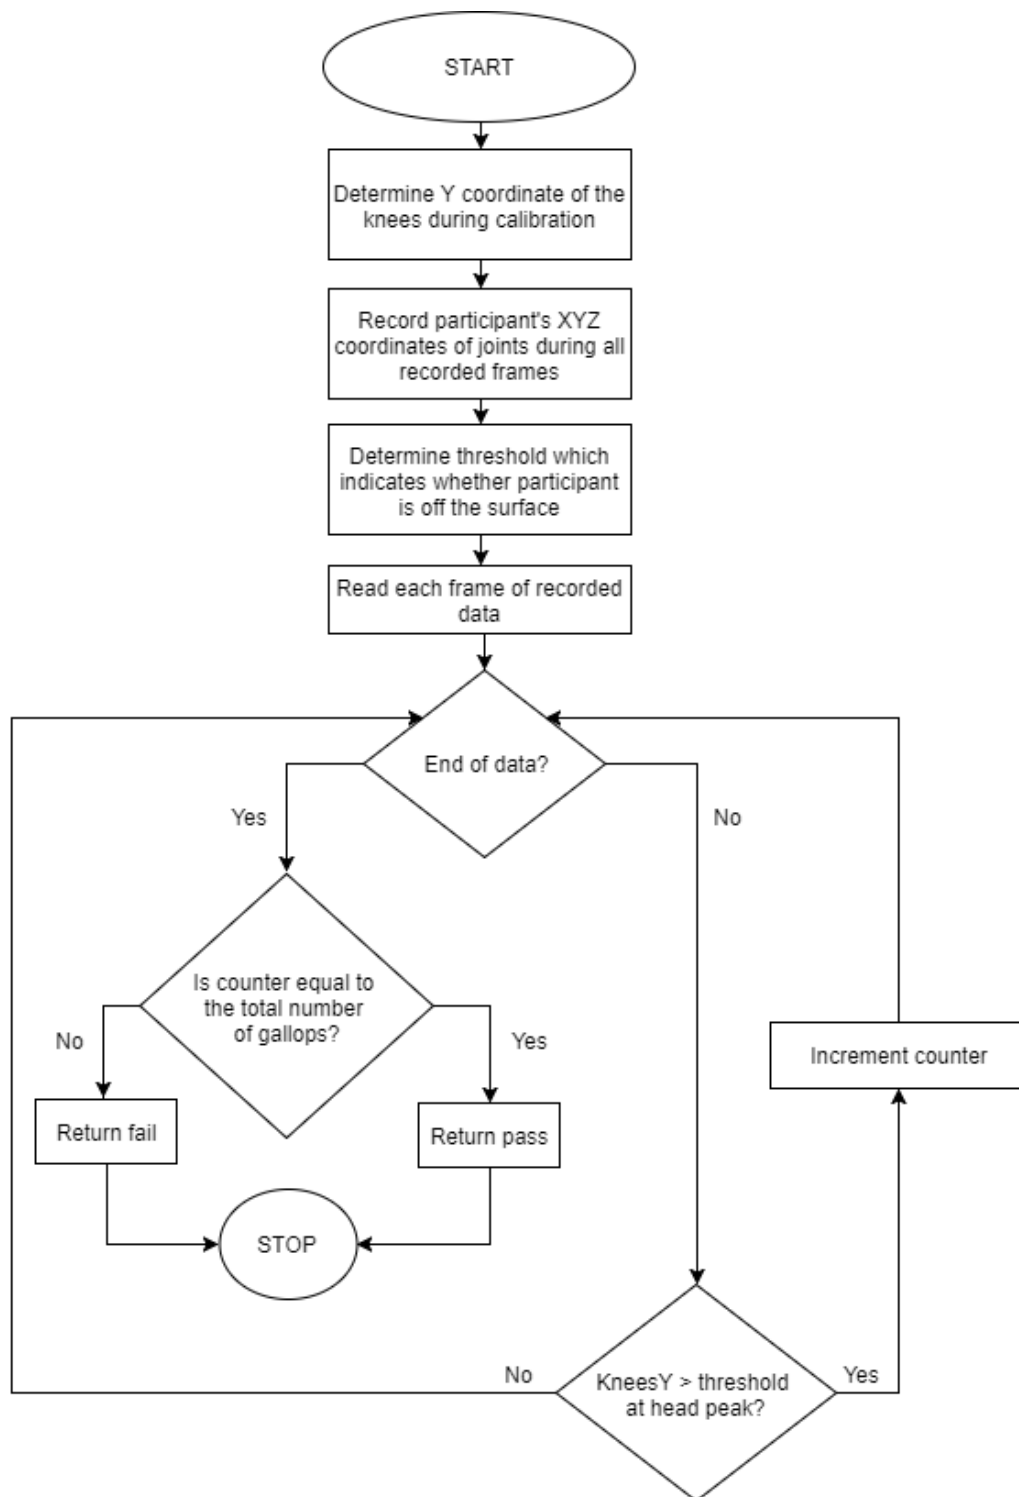 START
Determine Y coordinate of the
knees during calibration
Record participant's XYZ
coordinates of joints during all
recorded frames
Determine threshold which
indicates whether participant
is off the surface
Read each frame of recorded
data
End of data?
Yes
No
Is counter equal to
the total number
of gallops?
No
Yes
Increment counter
Return fail
Return pass
STOP
No
Yes
KneesY > threshold
at head peak?